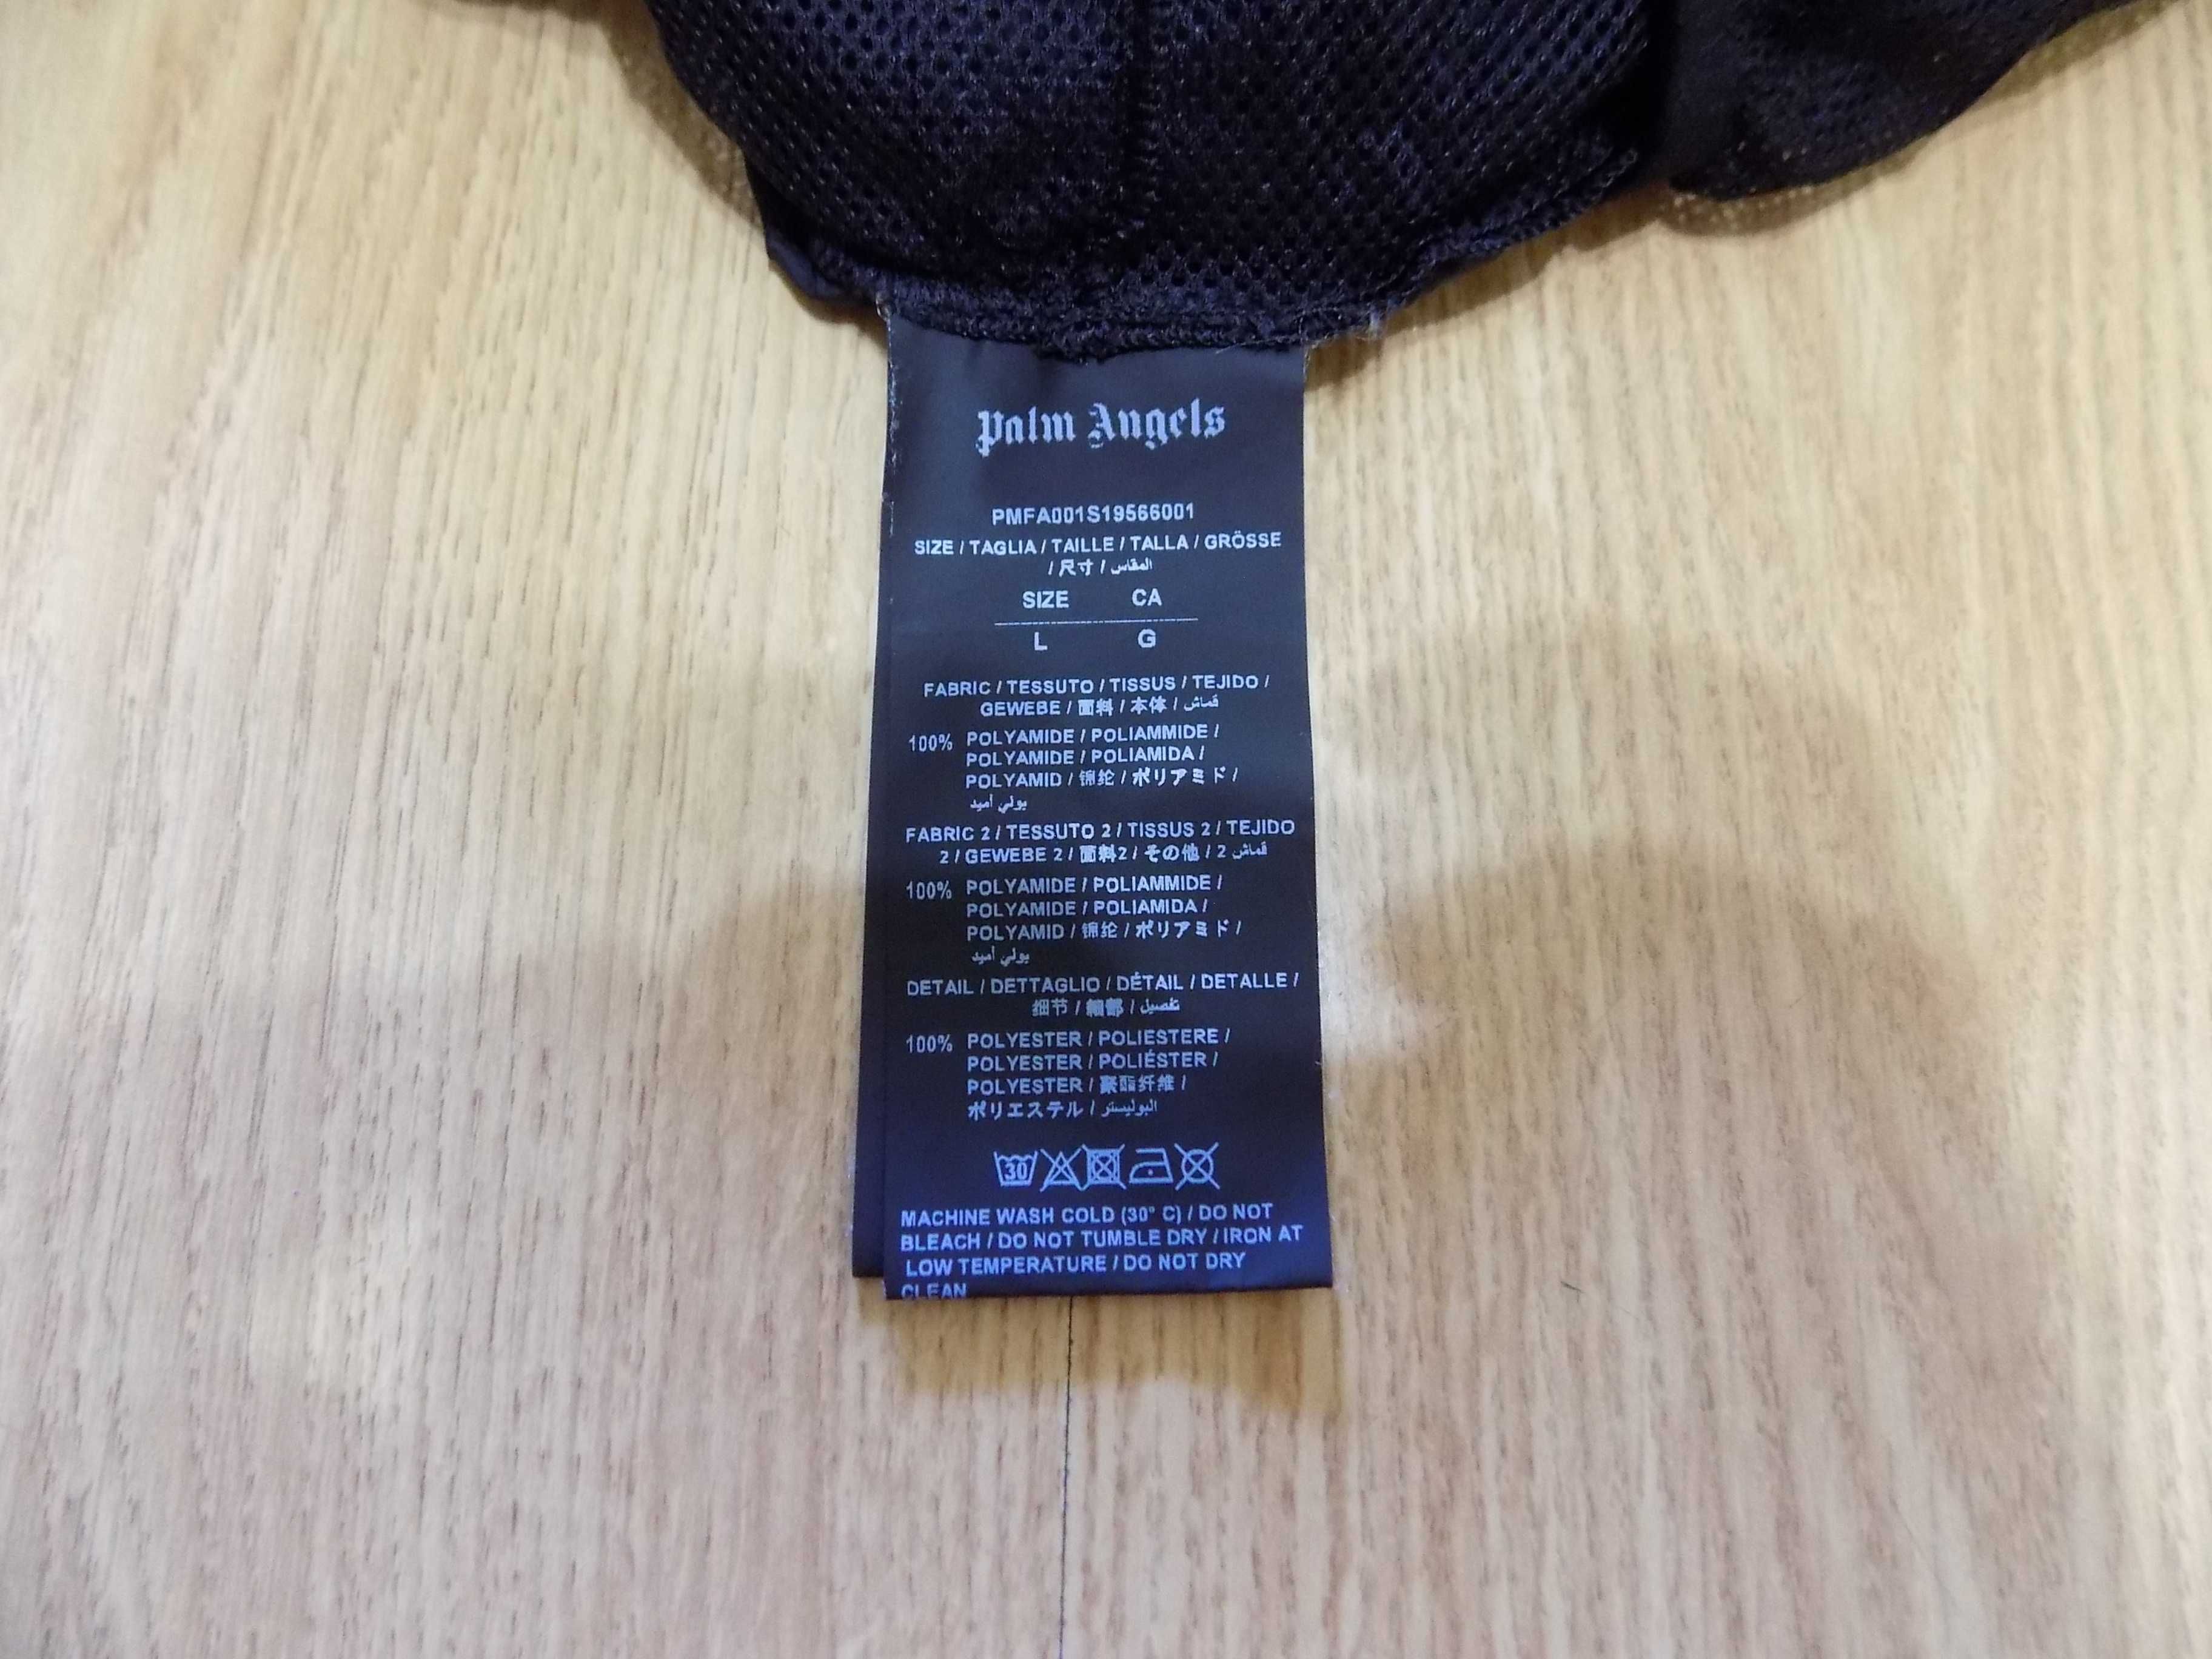 Palm Angels
PMFA001S19566001
SIZE / TAGLIA / TAILLE / TALLA / GRÖSSE
/ 尺寸 / المقاس
SIZE CA
L G
FABRIC / TESSUTO / TISSUS / TEJIDO /
GEWEBE / 面料 / 本体 / قماش
100% POLYAMIDE / POLIAMMIDE /
POLYAMIDE / POLIAMIDA /
POLYAMID / 锦纶 / ポリアミド /
بولي أميد
FABRIC 2 / TESSUTO 2 / TISSUS 2 / TEJIDO
2 / GEWEBE 2 / 面料2 / その他 / قماش 2
100% POLYAMIDE / POLIAMMIDE /
POLYAMIDE / POLIAMIDA /
POLYAMID / 锦纶 / ポリアミド /
بولي أميد
DETAIL / DETTAGLIO / DÉTAIL / DETALLE /
细节 / 細部 / تفصيل
100% POLYESTER / POLIESTERE /
POLYESTER / POLIÉSTER /
POLYESTER / 聚酯纤维 /
ポリエステル / البوليستر
30
MACHINE WASH COLD (30° C) / DO NOT
BLEACH / DO NOT TUMBLE DRY / IRON AT
LOW TEMPERATURE / DO NOT DRY
CLEAN